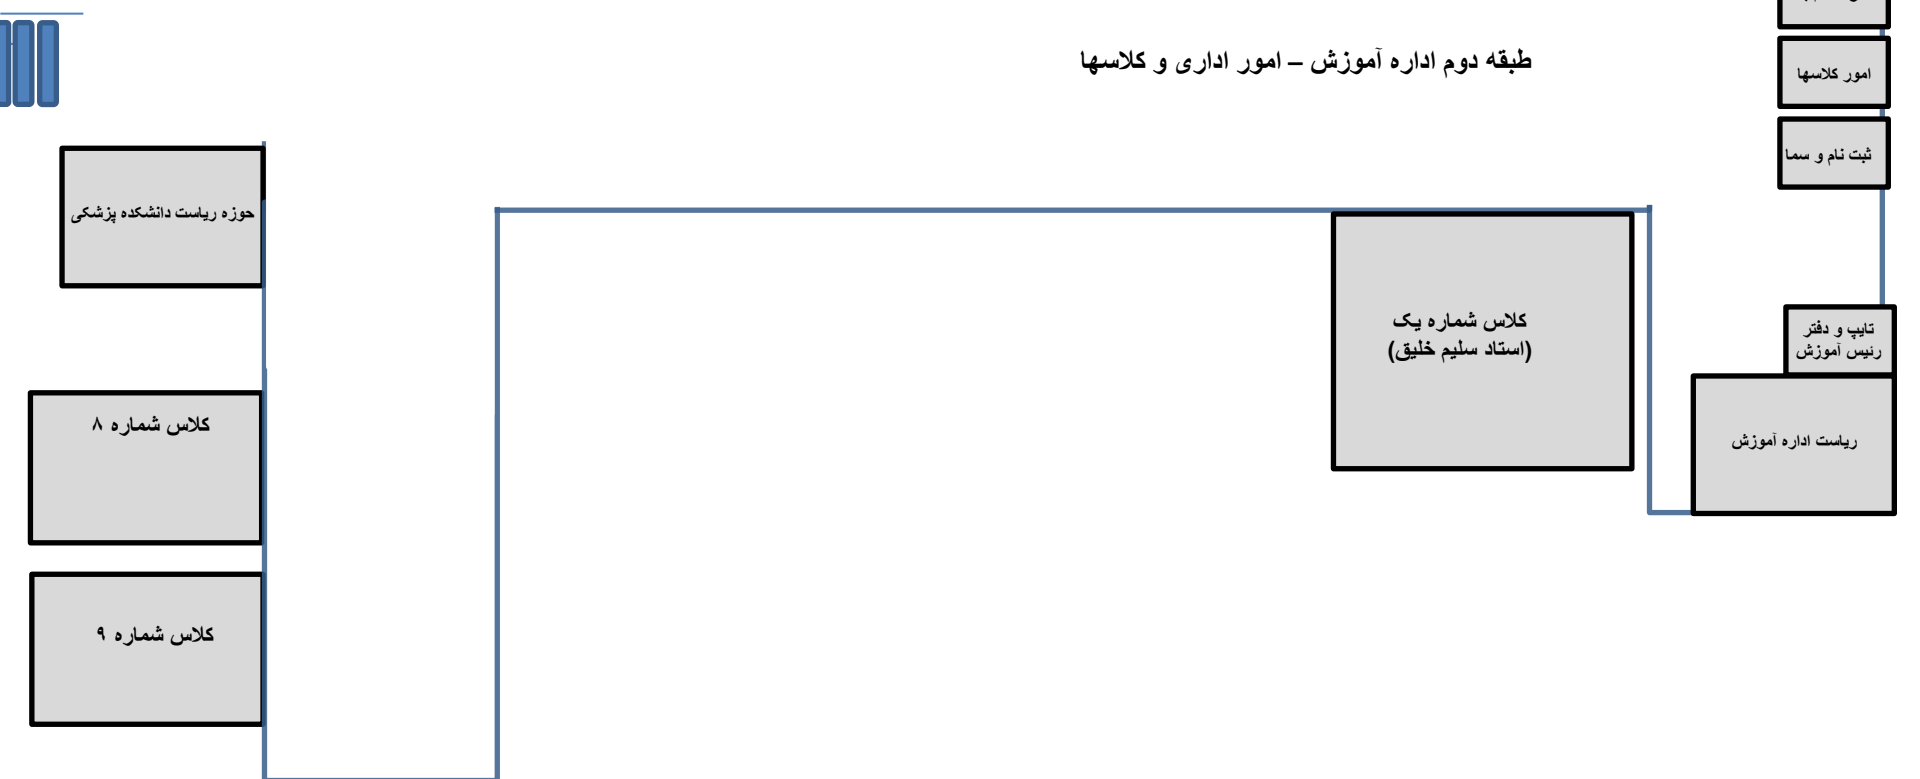 طبقه دوم اداره آموزش – امور اداری و کلاسها
امور کلاسها
ثبت نام و سما
حوزه ریاست دانشکده پزشکی
کلاس شماره یک
(استاد سلیم خلیق)
تایپ و دفتر
رئیس آموزش
ریاست اداره آموزش
کلاس شماره ۸
کلاس شماره ۹